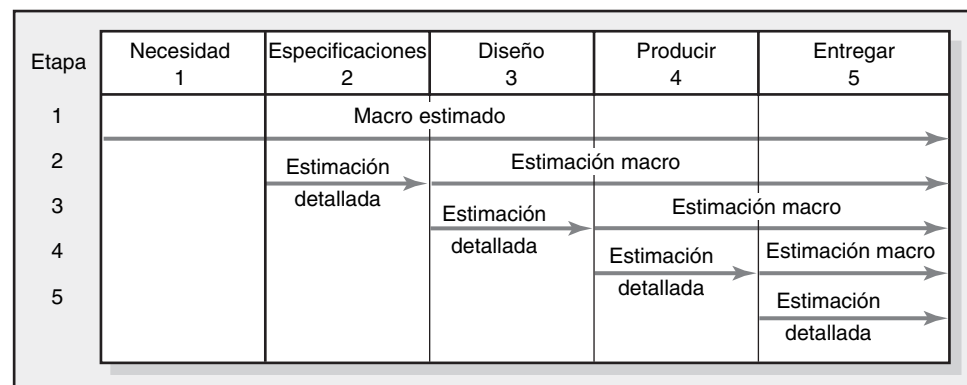 Etapa
Necesidad
1
Especificaciones
2
Diseño
3
Producir
4
Entregar
5
1
Macro estimado
2
Estimación
detallada
Estimación macro
3
Estimación
detallada
Estimación macro
4
Estimación
detallada
Estimación macro
5
Estimación
detallada